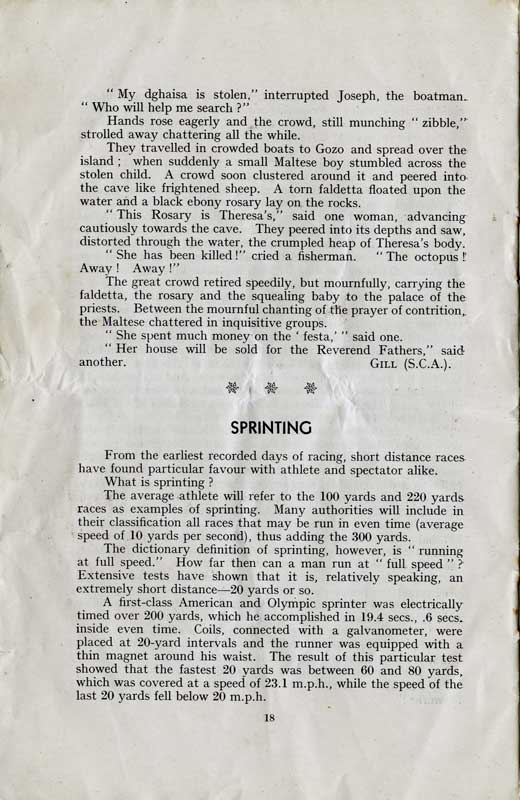 " My dghaisa is stolen," interrupted Joseph, the boatman.
" Who will help me search ?"
Hands rose eagerly and the crowd, still munching " zibble,"
strolled away chattering all the while.
They travelled in crowded boats to Gozo and spread over the
island ; when suddenly a small Maltese boy stumbled across the
stolen child. A crowd soon clustered around it and peered into
the cave like frightened sheep. A torn faldetta floated upon the
water and a black ebony rosary lay on the rocks.
" This Rosary is Theresa's," said one woman, advancing
cautiously towards the cave. They peered into its depths and saw,
distorted through the water, the crumpled heap of Theresa's body.
" She has been killed !" cried a fisherman. " The octopus !
Away ! Away !"
The great crowd retired speedily, but mournfully, carrying the
faldetta, the rosary and the squealing baby to the palace of the
priests. Between the mournful chanting of the prayer of contrition,
the Maltese chattered in inquisitive groups.
" She spent much money on the ' festa,' " said one.
" Her house will be sold for the Reverend Fathers," said
another. GILL (S.C.A.).
SPRINTING
From the earliest recorded days of racing, short distance races
have found particular favour with athlete and spectator alike.
What is sprinting ?
The average athlete will refer to the 100 yards and 220 yards
races as examples of sprinting. Many authorities will include in
their classification all races that may be run in even time (average
speed of 10 yards per second), thus adding the 300 yards.
The dictionary definition of sprinting, however, is " running
at full speed." How far then can a man run at " full speed " ?
Extensive tests have shown that it is, relatively speaking, an
extremely short distance—20 yards or so.
A first-class American and Olympic sprinter was electrically
timed over 200 yards, which he accomplished in 19.4 secs., .6 secs.
inside even time. Coils, connected with a galvanometer, were
placed at 20-yard intervals and the runner was equipped with a
thin magnet around his waist. The result of this particular test
showed that the fastest 20 yards was between 60 and 80 yards,
which was covered at a speed of 23.1 m.p.h., while the speed of the
last 20 yards fell below 20 m.p.h.
18